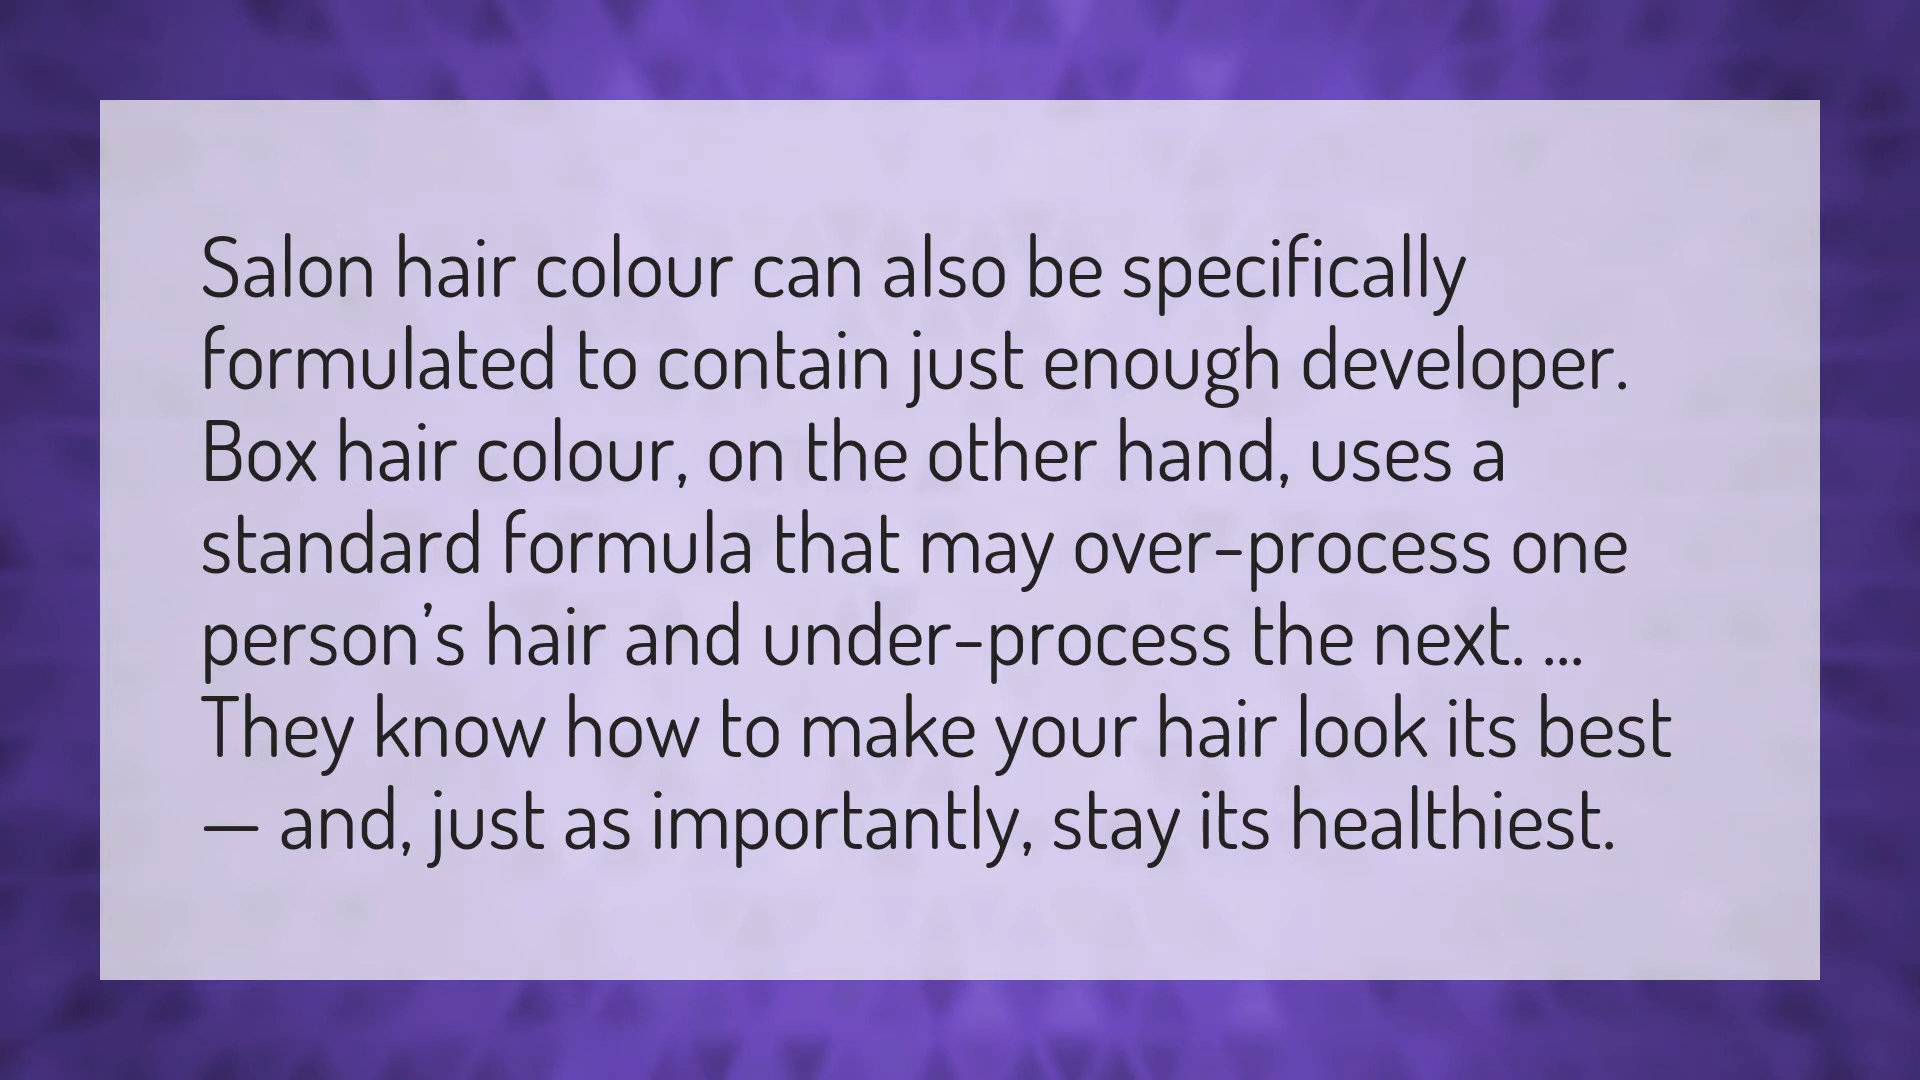 Salon hair colour can also be specifically
formulated to contain just enough developer.
Box hair colour, on the other hand, uses a
standard formula that may over-process one
person’s hair and under-process the next. ...
They know how to make your hair look its best
— and, just as importantly, stay its healthiest.